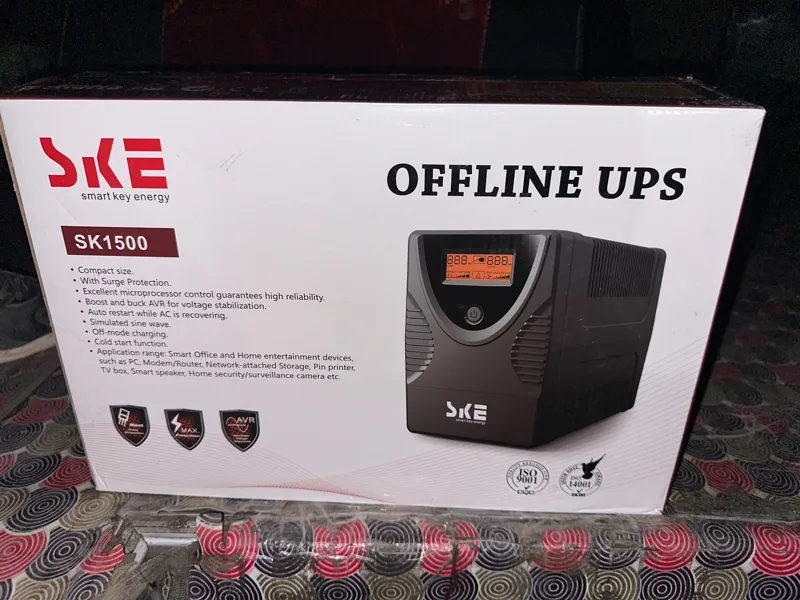 SKE
smart key energy
OFFLINE UPS
SK1500
• Compact size.
• With Surge Protection.
• Excellent microprocessor control guarantees high reliability.
• Boost and buck AVR for voltage stabilization.
• Auto restart while AC is recovering.
• Simulated sine wave.
• Off-mode charging.
• Cold start function.
• Application range: Smart Office and Home entertainment devices,
such as PC, Modem/Router, Network-attached Storage, Pin printer,
TV box, Smart speaker, Home security/surveillance camera etc.
888 888
SKE
smart key energy
MAX.
AVR
ISO
9001
CQC
ISO
14001